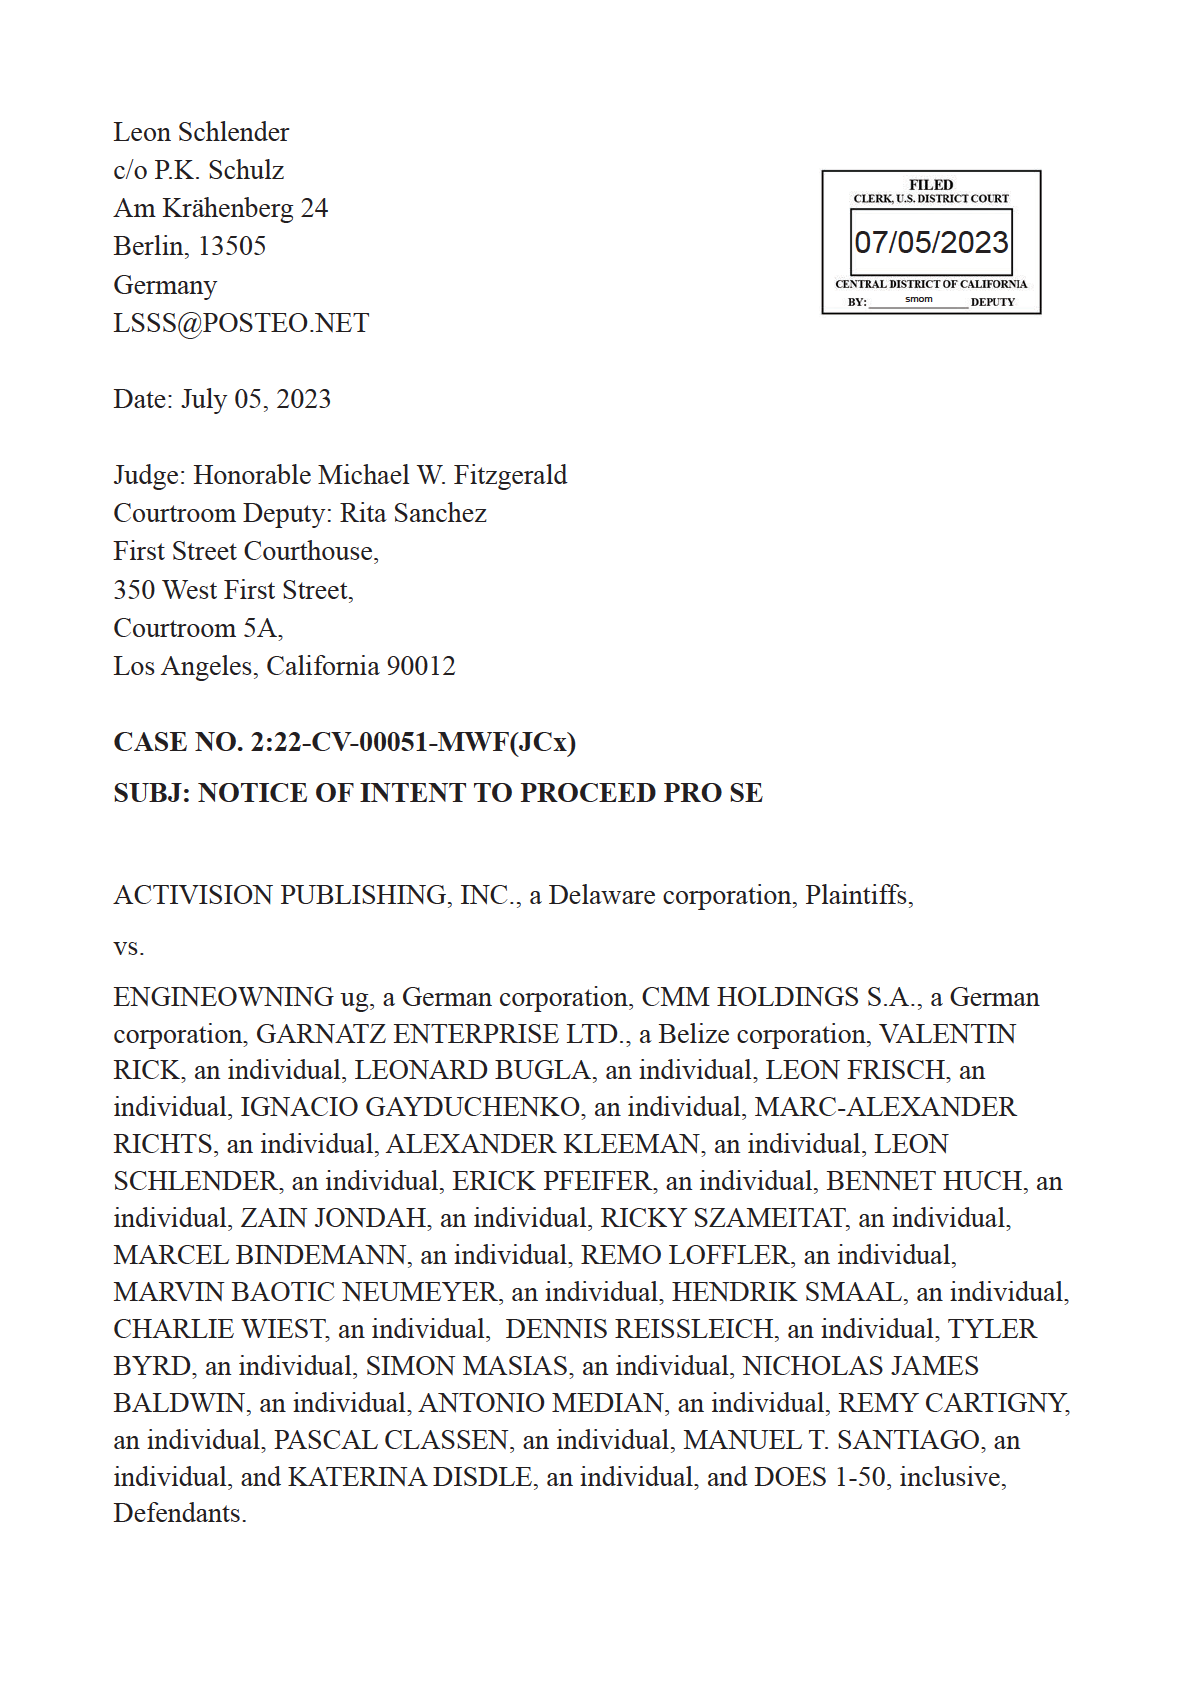 Leon Schlender
c/o P.K. Schulz
Am Krähenberg 24
Berlin, 13505
Germany
LSSS@POSTEO.NET
FILED
CLERK, U.S. DISTRICT COURT
07/05/2023
CENTRAL DISTRICT OF CALIFORNIA
BY: smom DEPUTY
Date: July 05, 2023
Judge: Honorable Michael W. Fitzgerald
Courtroom Deputy: Rita Sanchez
First Street Courthouse,
350 West First Street,
Courtroom 5A,
Los Angeles, California 90012
CASE NO. 2:22-CV-00051-MWF(JCx)
SUBJ: NOTICE OF INTENT TO PROCEED PRO SE
ACTIVISION PUBLISHING, INC., a Delaware corporation, Plaintiffs,
vs.
ENGINEOWNING ug, a German corporation, CMM HOLDINGS S.A., a German
corporation, GARNATZ ENTERPRISE LTD., a Belize corporation, VALENTIN
RICK, an individual, LEONARD BUGLA, an individual, LEON FRISCH, an
individual, IGNACIO GAYDUCHENKO, an individual, MARC-ALEXANDER
RICHTS, an individual, ALEXANDER KLEEMAN, an individual, LEON
SCHLENDER, an individual, ERICK PFEIFER, an individual, BENNET HUCH, an
individual, ZAIN JONDAH, an individual, RICKY SZAMEITAT, an individual,
MARCEL BINDEMANN, an individual, REMO LOFFLER, an individual,
MARVIN BAOTIC NEUMEYER, an individual, HENDRIK SMAAL, an individual,
CHARLIE WIEST, an individual,  DENNIS REISSLEICH, an individual, TYLER
BYRD, an individual, SIMON MASIAS, an individual, NICHOLAS JAMES
BALDWIN, an individual, ANTONIO MEDIAN, an individual, REMY CARTIGNY,
an individual, PASCAL CLASSEN, an individual, MANUEL T. SANTIAGO, an
individual, and KATERINA DISDLE, an individual, and DOES 1-50, inclusive,
Defendants.